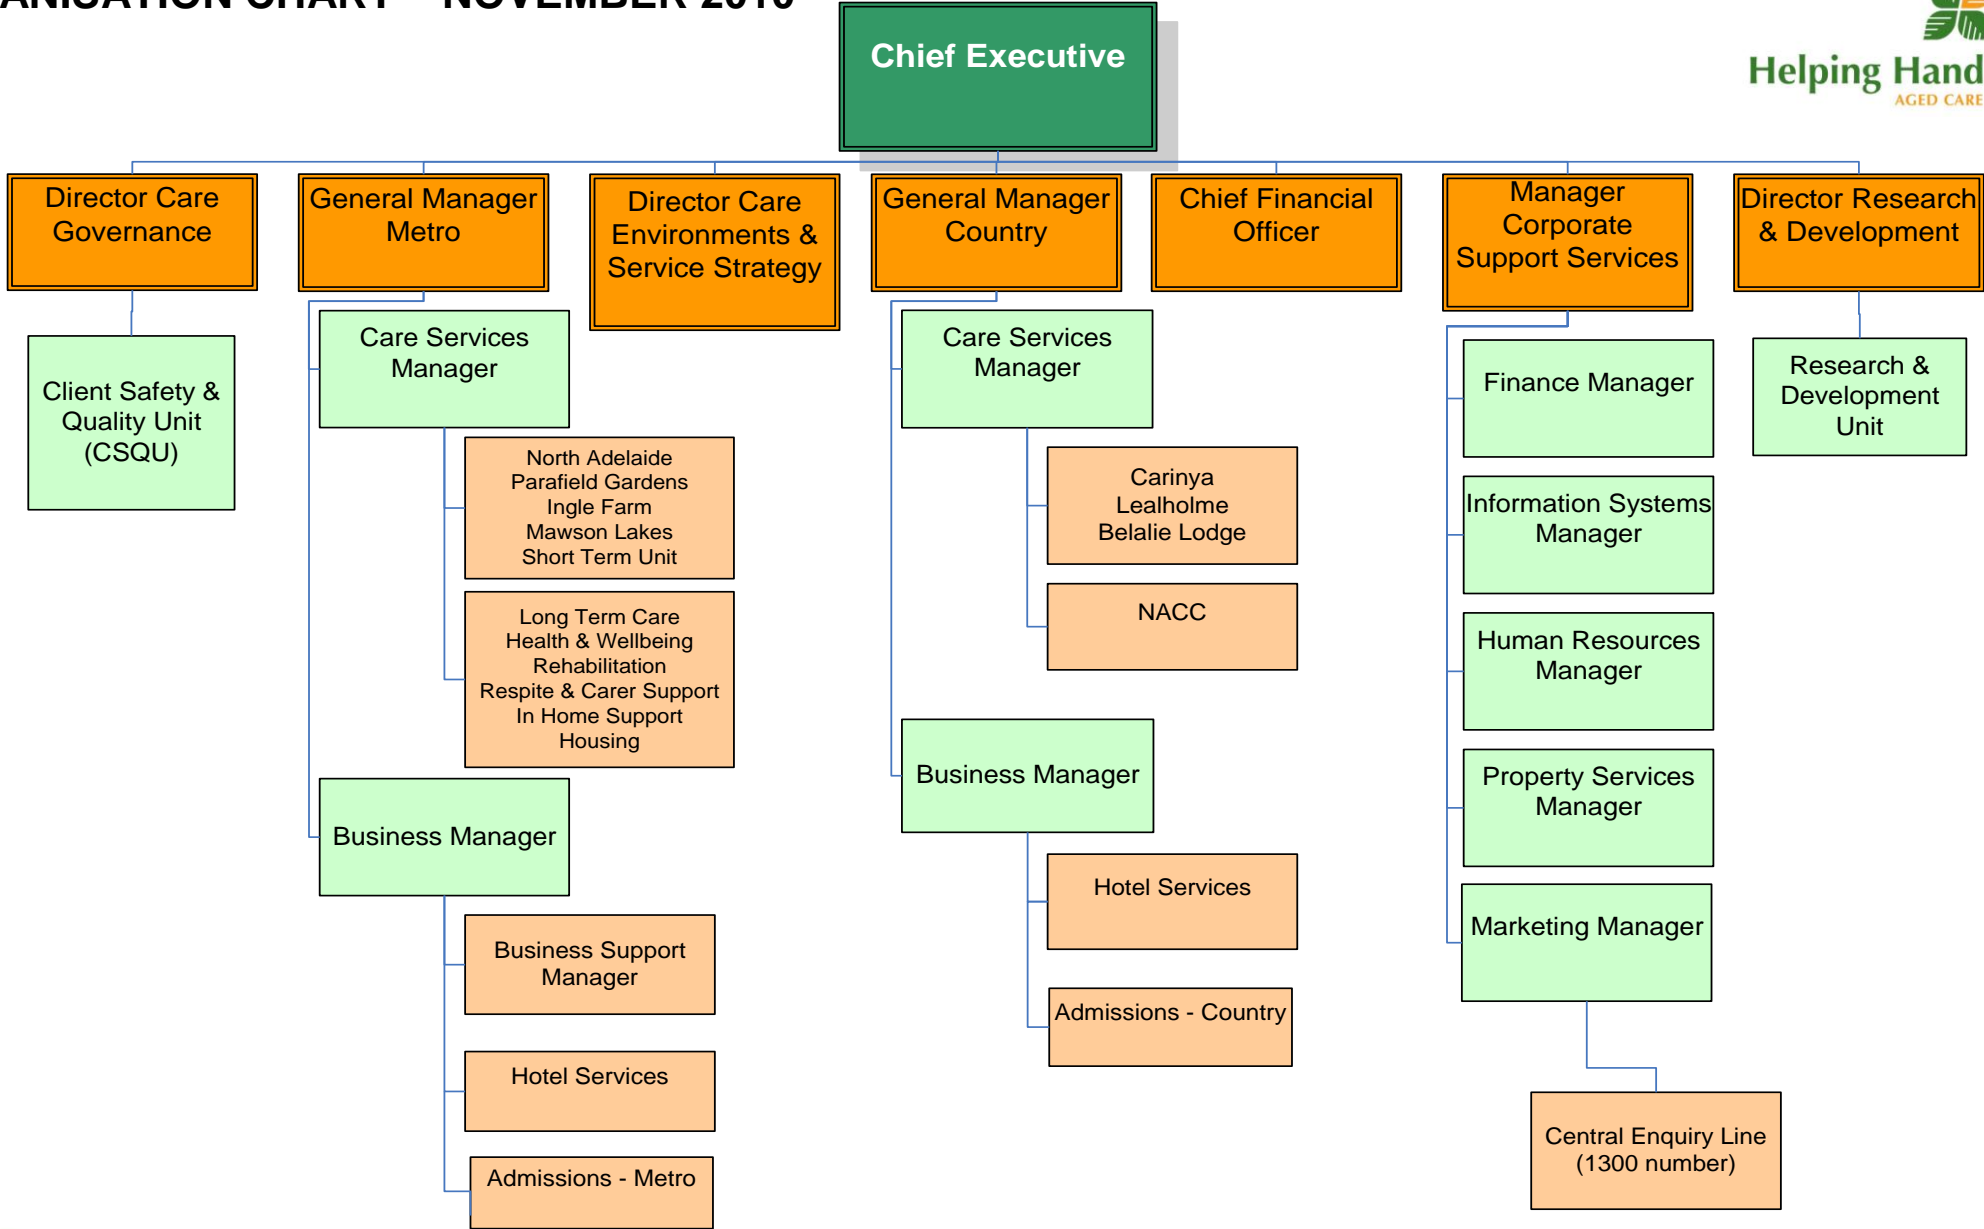 CHART
NOVEMBER
Chief Executive
Helping Hand
AGED CARE
Director Care
Governance
General Manager
Metro
Director Care
Environments &
Service Strategy
General Manager
Country
Chief Financial
Officer
Manager
Corporate
Support Services
Director Research
& Development
Client Safety &
Quality Unit
(CSQU)
Care Services
Manager
North Adelaide
Parafield Gardens
Ingle Farm
Mawson Lakes
Short Term Unit
Long Term Care
Health & Wellbeing
Rehabilitation
Respite & Carer Support
In Home Support
Housing
Business Manager
Business Support
Manager
Hotel Services
Admissions - Metro
Care Services
Manager
Carinya
Lealholme
Belalie Lodge
NACC
Business Manager
Hotel Services
Admissions - Country
Finance Manager
Information Systems
Manager
Human Resources
Manager
Property Services
Manager
Marketing Manager
Central Enquiry Line
(1300 number)
Research &
Development
Unit